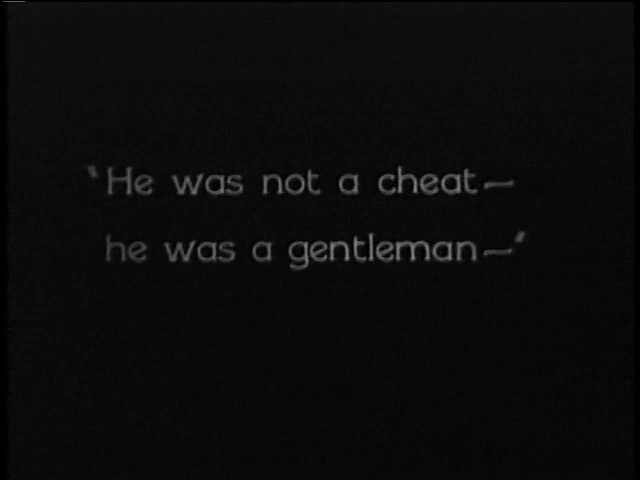 'He was not a cheat—
he was a gentleman—'